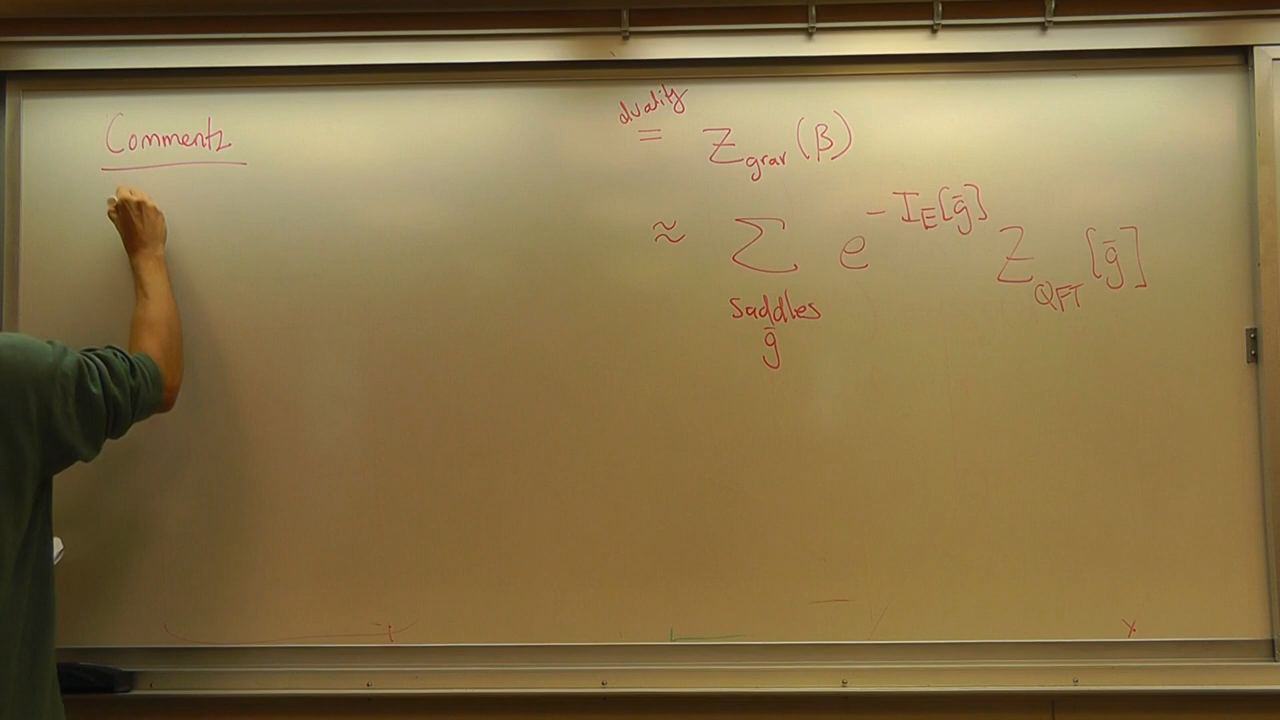 Comments
duality
= Z_grav (β)
≈ Σ e^{-I_E[ḡ]} Z_QFT [ḡ]
saddles
ḡ